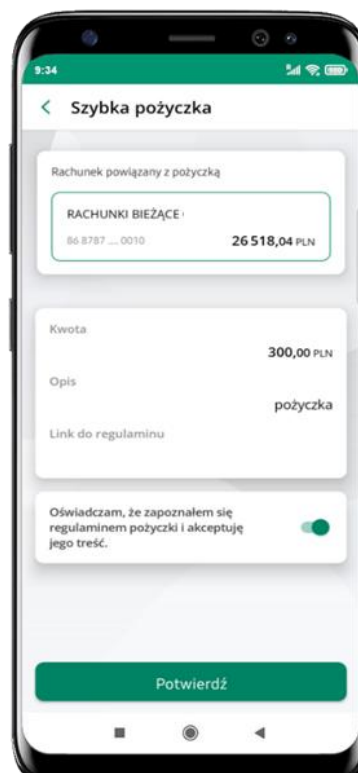 9:34
Szybka pożyczka
Rachunek powiązany z pożyczką
RACHUNKI BIEŻĄCE
86 8787 .... 0010 26 518,04 PLN
Kwota
300,00 PLN
Opis
pożyczka
Link do regulaminu
Oświadczam, że zapoznałem się
regulaminem pożyczki i akceptuję
jego treść.
Potwierdź